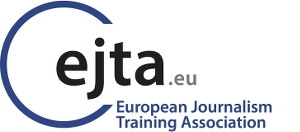 ejta.eu
European Journalism
Training Association